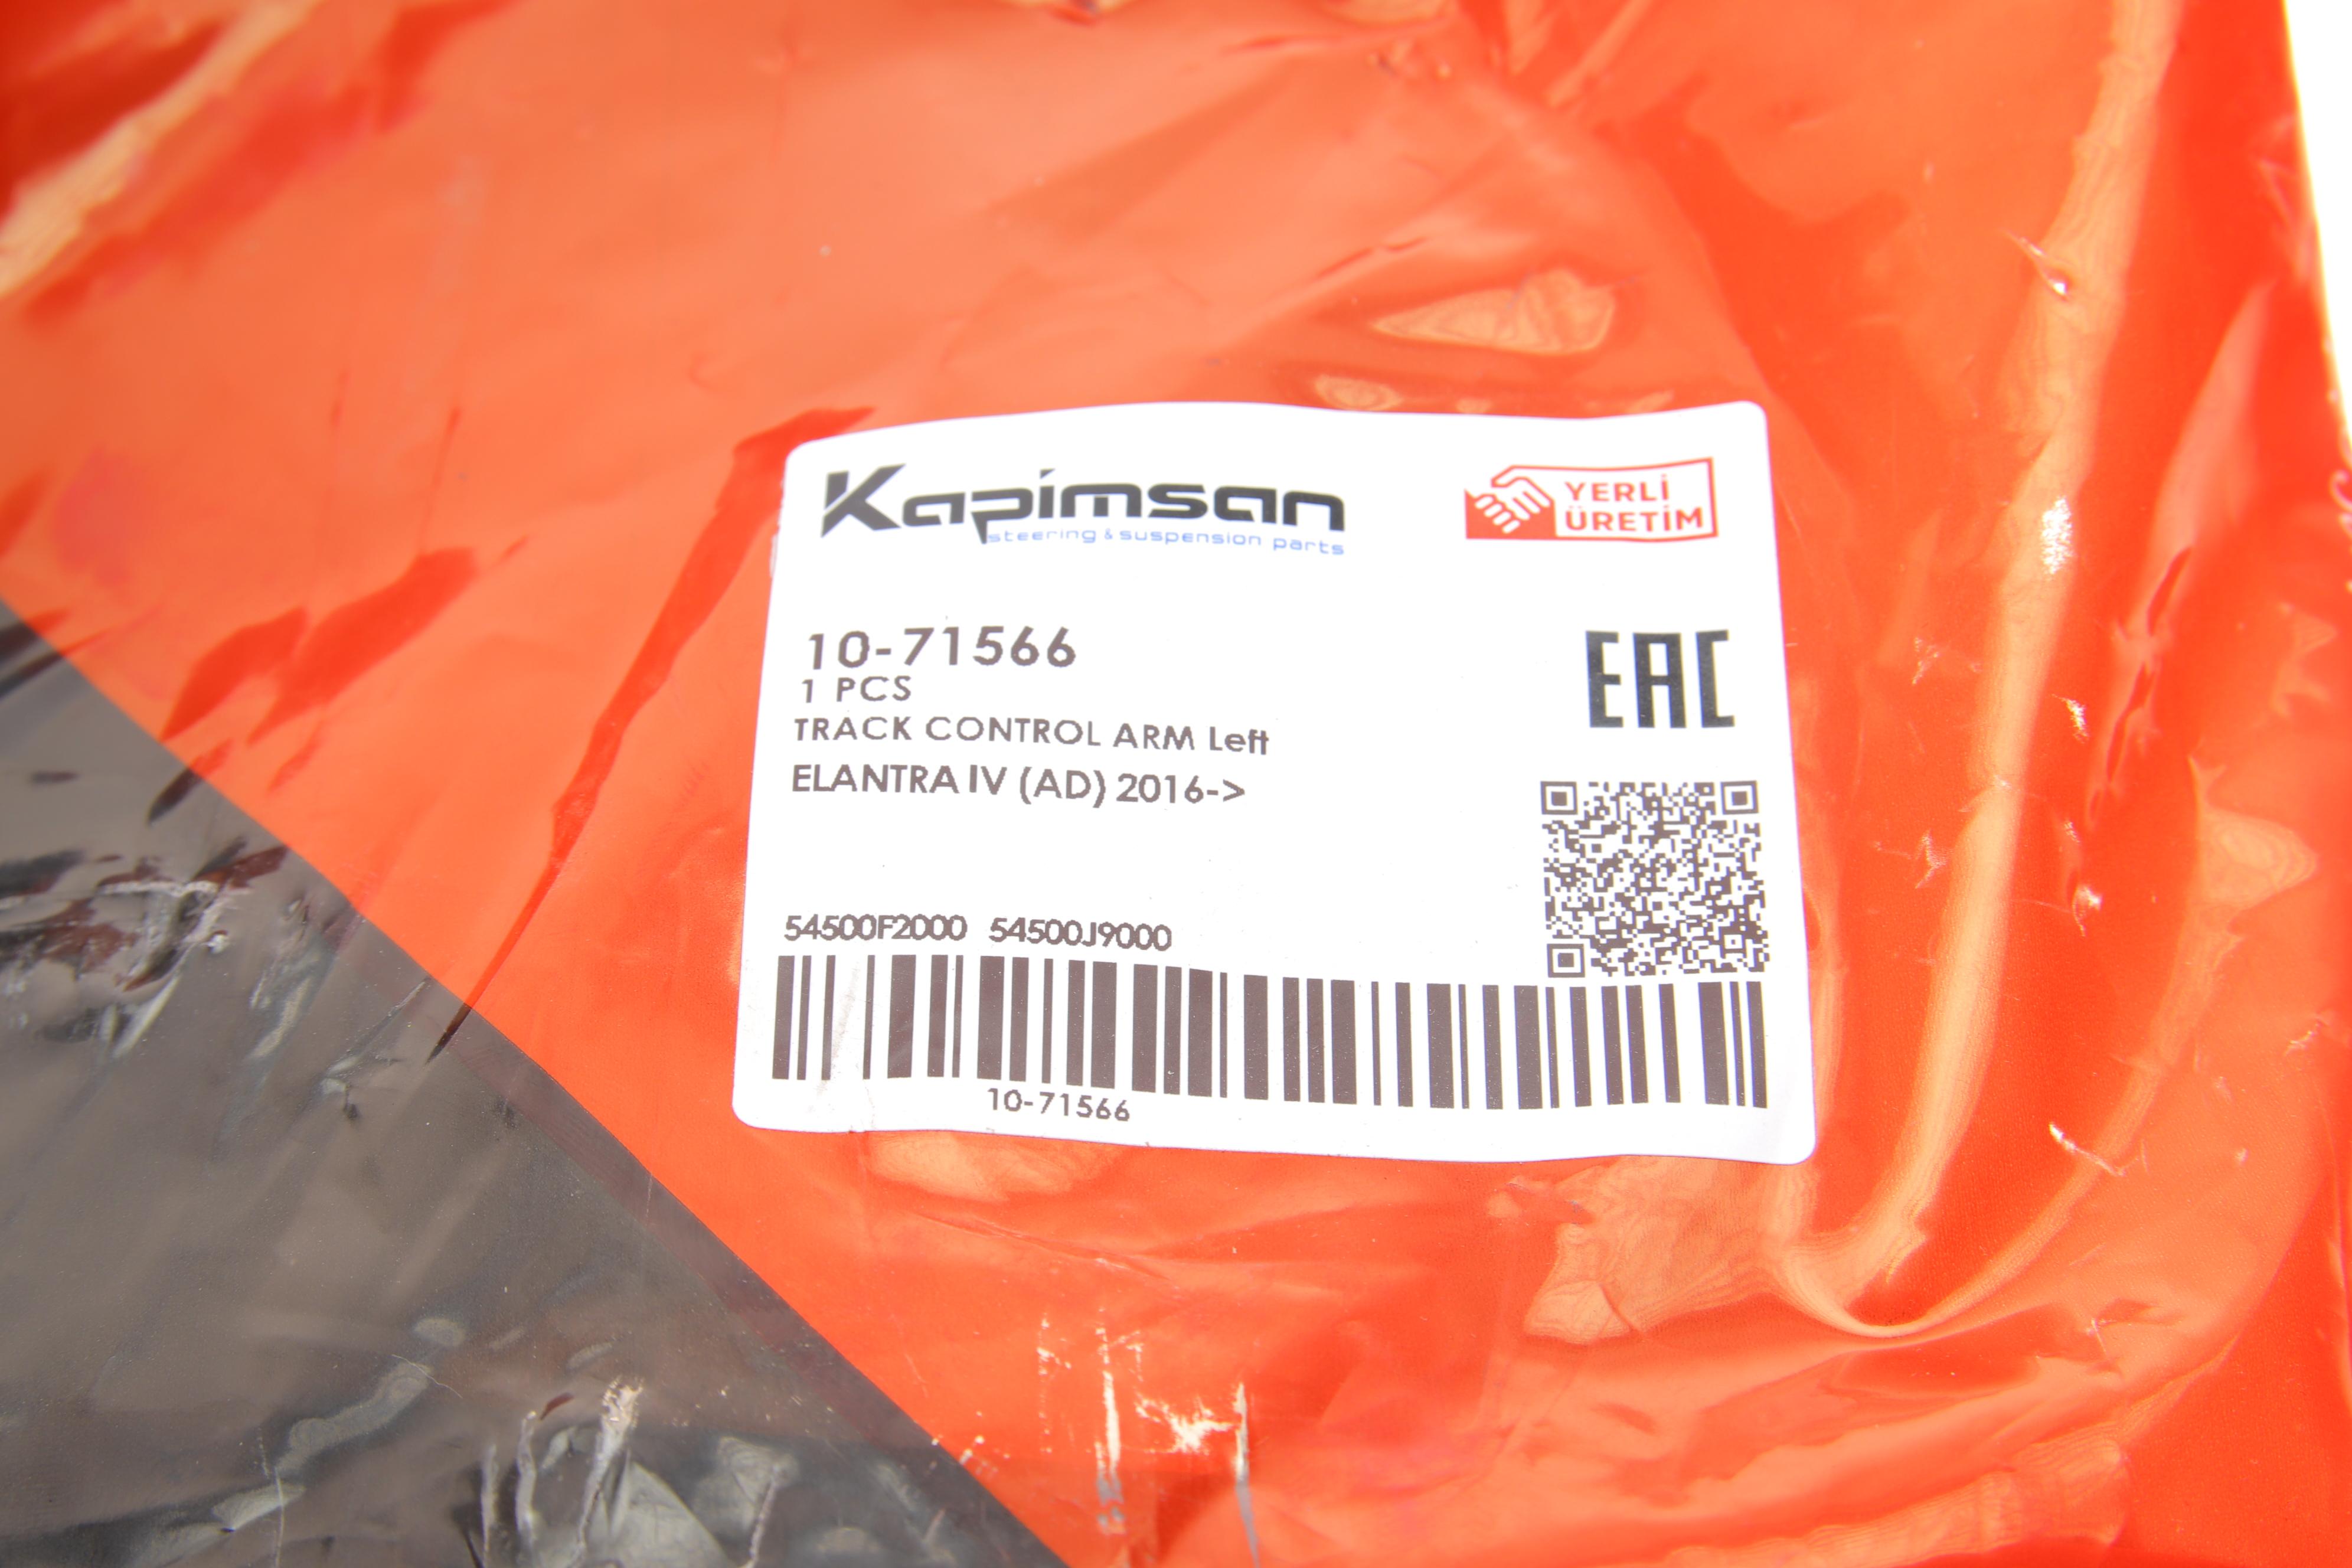 Kapimsan
steering & suspension parts
YERLİ
ÜRETİM
10-71566
1 PCS
TRACK CONTROL ARM Left
ELANTRA IV (AD) 2016->
EAC
54500F2000 54500J9000
10-71566